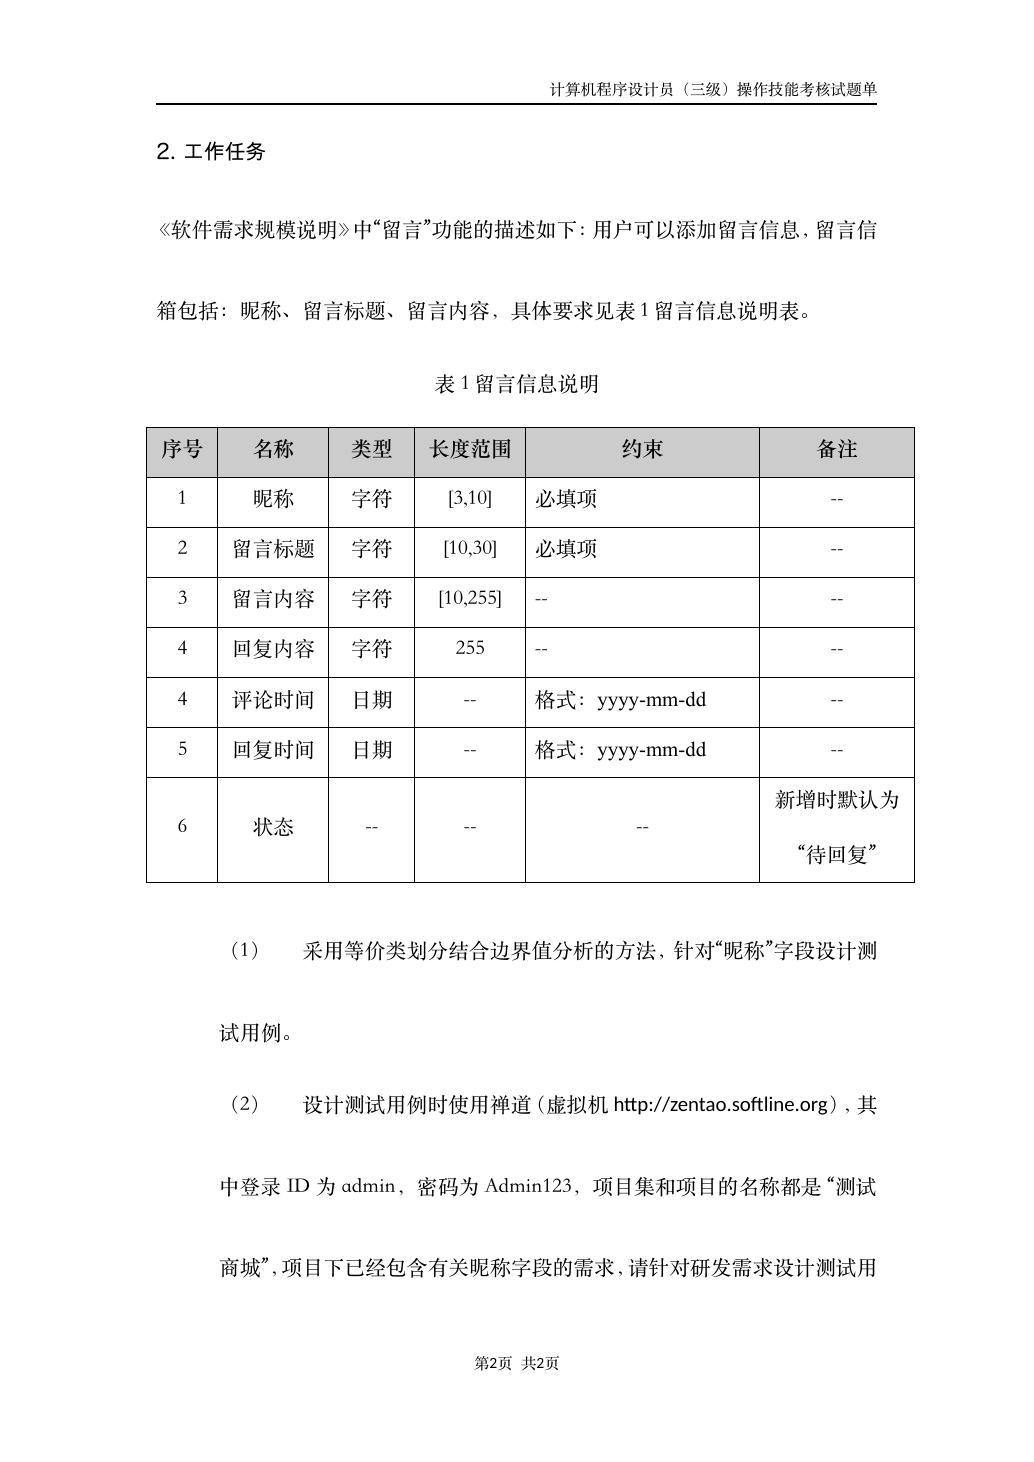 计算机程序设计员（三级）操作技能考核试题单
2. 工作任务
《软件需求规模说明》中“留言”功能的描述如下：用户可以添加留言信息，留言信
箱包括：昵称、留言标题、留言内容，具体要求见表 1 留言信息说明表。
表 1 留言信息说明
序号 名称 类型 长度范围 约束 备注
1 昵称 字符 [3,10] 必填项 --
2 留言标题 字符 [10,30] 必填项 --
3 留言内容 字符 [10,255] -- --
4 回复内容 字符 255 -- --
4 评论时间 日期 -- 格式：yyyy-mm-dd --
5 回复时间 日期 -- 格式：yyyy-mm-dd --
6 状态 -- -- -- 新增时默认为
“待回复”
（1） 采用等价类划分结合边界值分析的方法，针对“昵称”字段设计测
试用例。
（2） 设计测试用例时使用禅道（虚拟机 http://zentao.softline.org），其
中登录 ID 为 admin，密码为 Admin123，项目集和项目的名称都是 “测试
商城”，项目下已经包含有关昵称字段的需求，请针对研发需求设计测试用
第2页 共2页